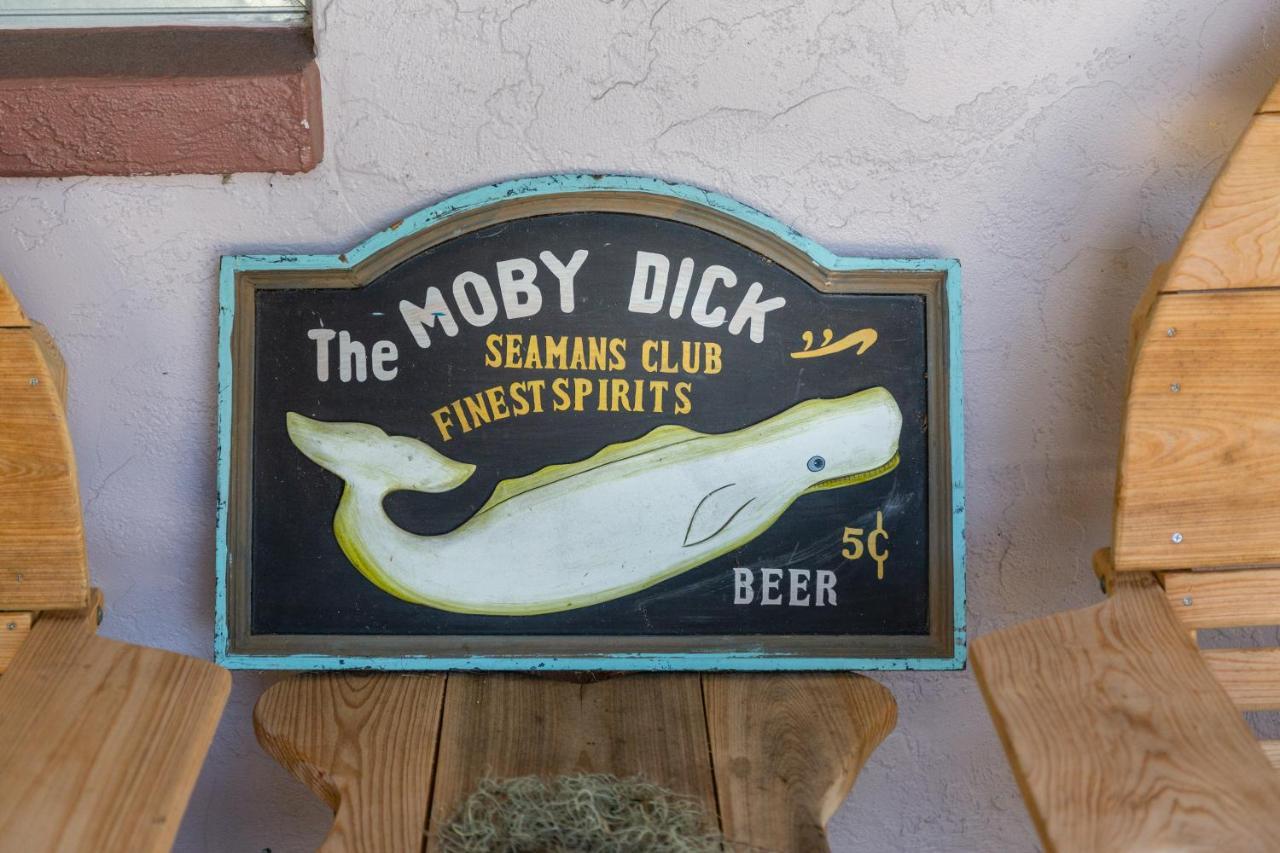 The MOBY DICK
SEAMANS CLUB
FINEST SPIRITS
5¢
BEER